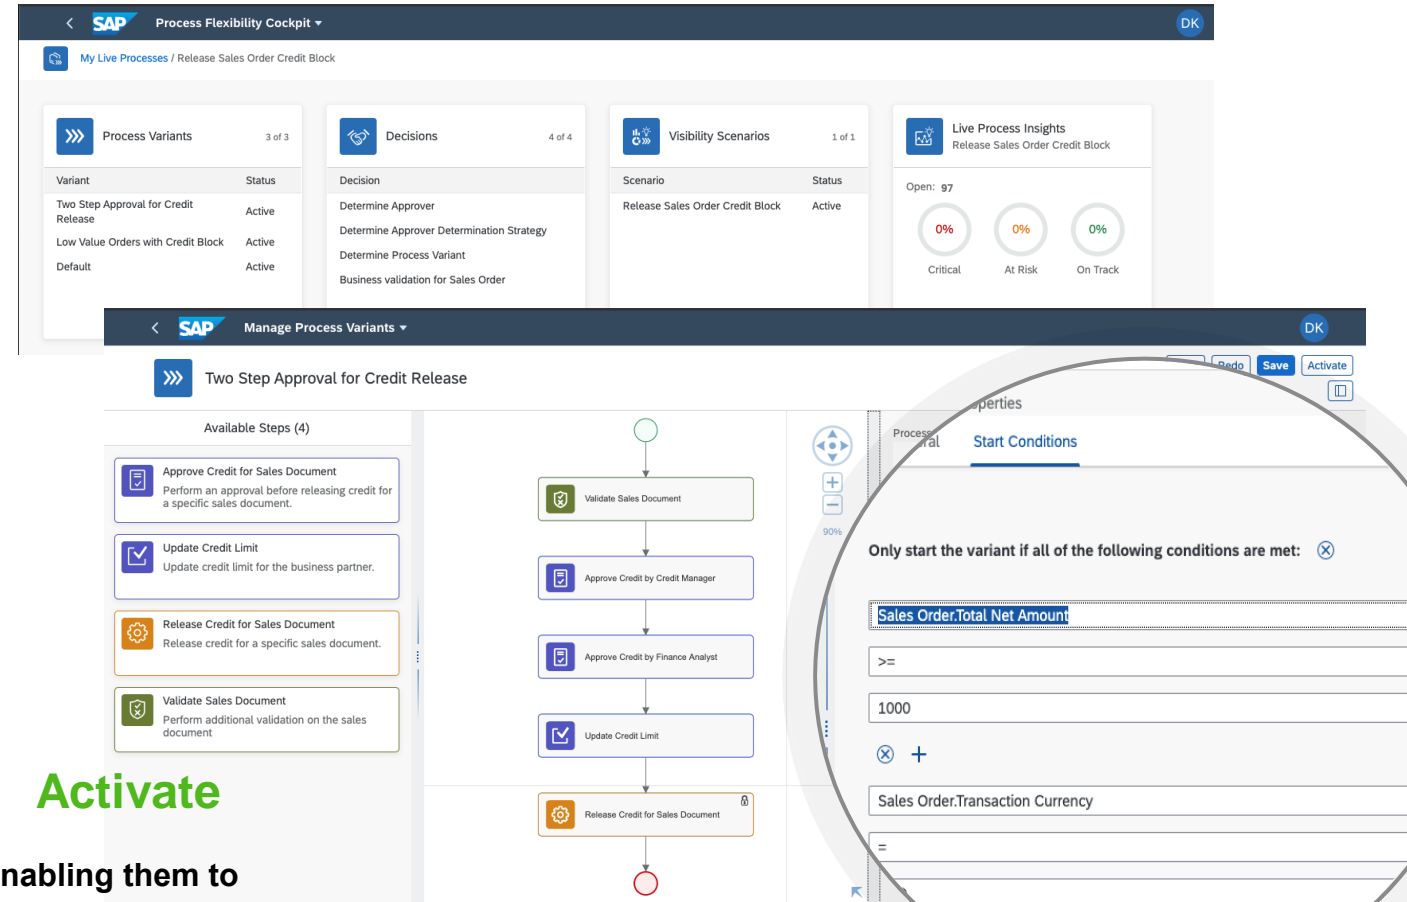 SAP Process Flexibility Cockpit
DK
My Live Processes / Release Sales Order Credit Block
Process Variants 3 of 3
Variant Status
Two Step Approval for Credit
Release
Active
Low Value Orders with Credit Block Active
Default Active
Decisions 4 of 4
Decision
Determine Approver
Determine Approver Determination Strategy
Determine Process Variant
Business validation for Sales Order
Visibility Scenarios 1 of 1
Scenario Status
Release Sales Order Credit Block Active
Live Process Insights
Release Sales Order Credit Block
Open: 97
0% 0% 0%
Critical At Risk On Track
SAP Manage Process Variants
DK
Two Step Approval for Credit Release
Redo Save Activate
Available Steps (4)
Approve Credit for Sales Document
Perform an approval before releasing credit for
a specific sales document.
Update Credit Limit
Update credit limit for the business partner.
Release Credit for Sales Document
Release credit for a specific sales document.
Validate Sales Document
Perform additional validation on the sales
document
Validate Sales Document
Approve Credit by Credit Manager
Approve Credit by Finance Analyst
Update Credit Limit
Release Credit for Sales Document
90%
Process
perties
ral Start Conditions
Only start the variant if all of the following conditions are met:
Sales Order.Total Net Amount
>=
1000
Sales Order.Transaction Currency
=
Activate
nabling them to